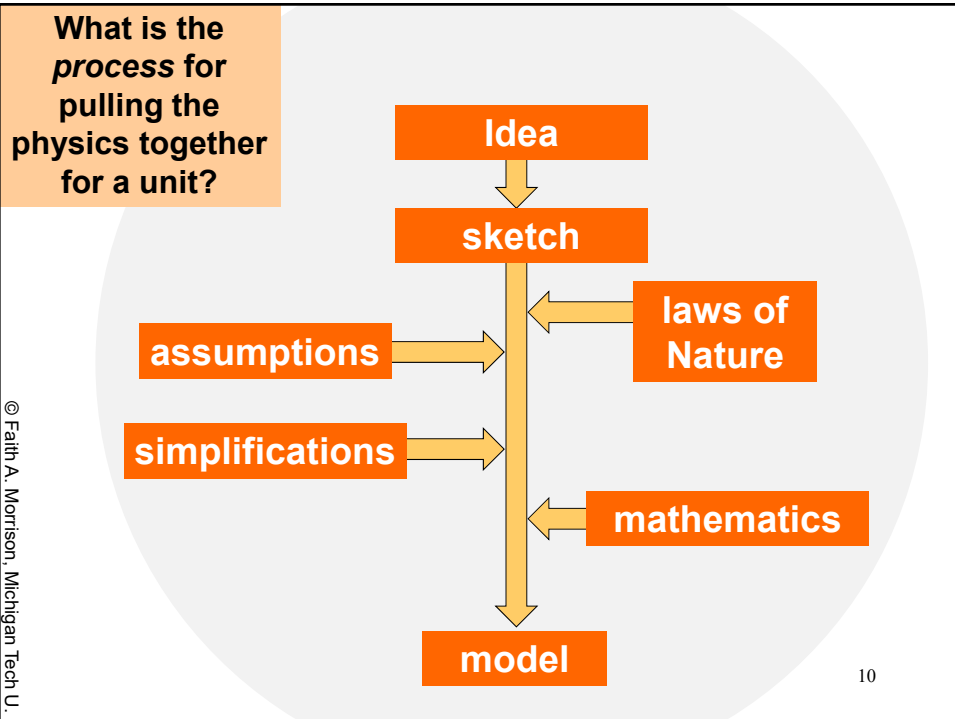 What is the
process for
pulling the
physics together
for a unit?
Idea
sketch
laws of
Nature
assumptions
simplifications
mathematics
model
© Faith A. Morrison, Michigan Tech U.
10